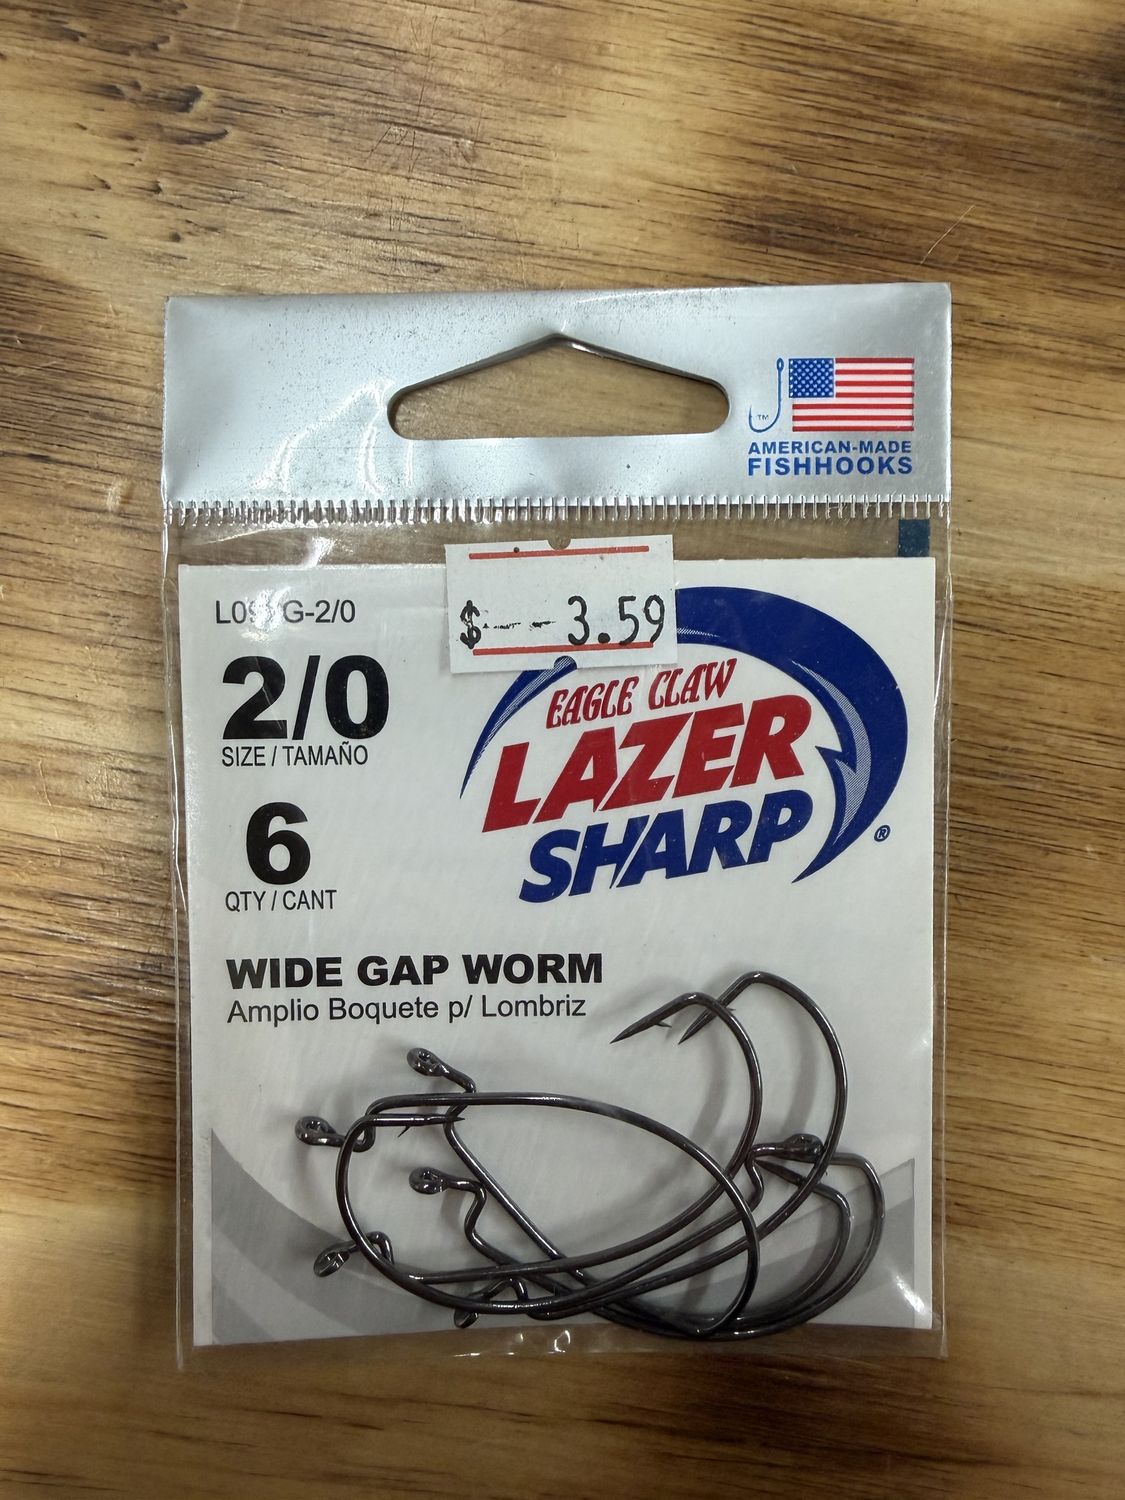 TM
AMERICAN-MADE
FISHHOOKS
$ -- - 3.59
2/0
SIZE / TAMAÑO
EAGLE CLAW
LAZER
SHARP®
6
QTY / CANT
WIDE GAP WORM
Amplio Boquete p/ Lombriz